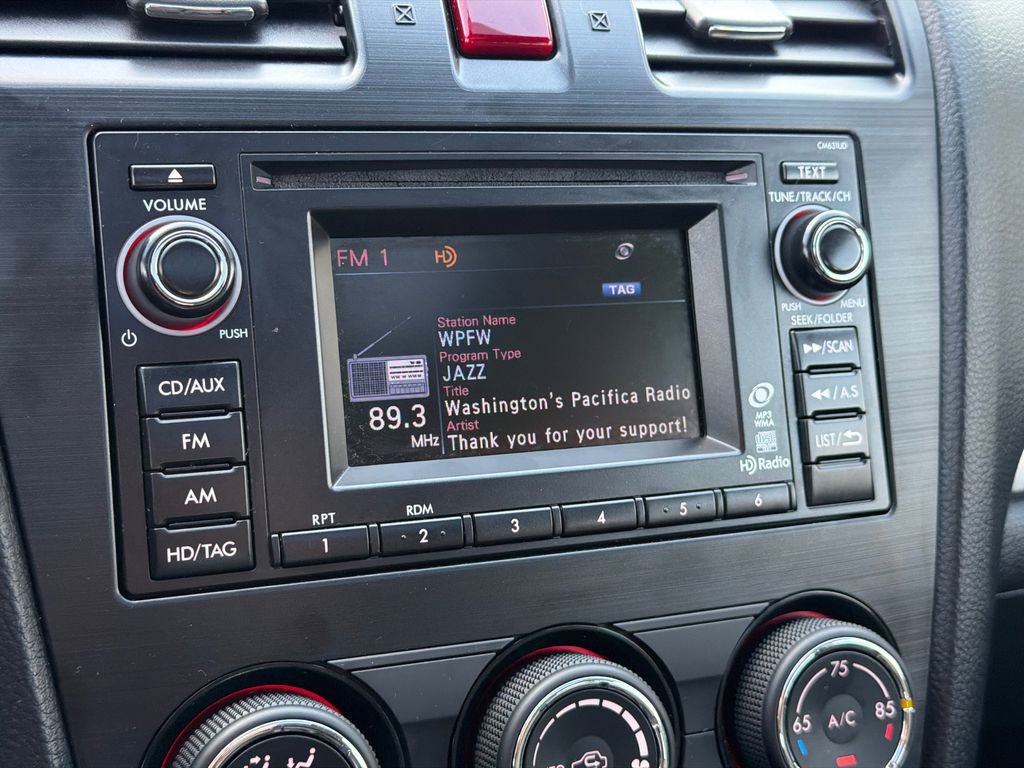 CM631UD
TEXT
VOLUME
TUNE/TRACK/CH
PUSH
PUSH
MENU
SEEK/FOLDER
FM 1
HD
TAG
Station Name
WPFW
Program Type
JAZZ
Title
Washington's Pacifica Radio
Artist
Thank you for your support!
89.3
MHz
CD/AUX
FM
AM
HD/TAG
▶▶/SCAN
◀◀/A.S
LIST/
MP3
WMA
HD Radio
RPT
RDM
1
2
3
4
5
6
75
65
85
A/C